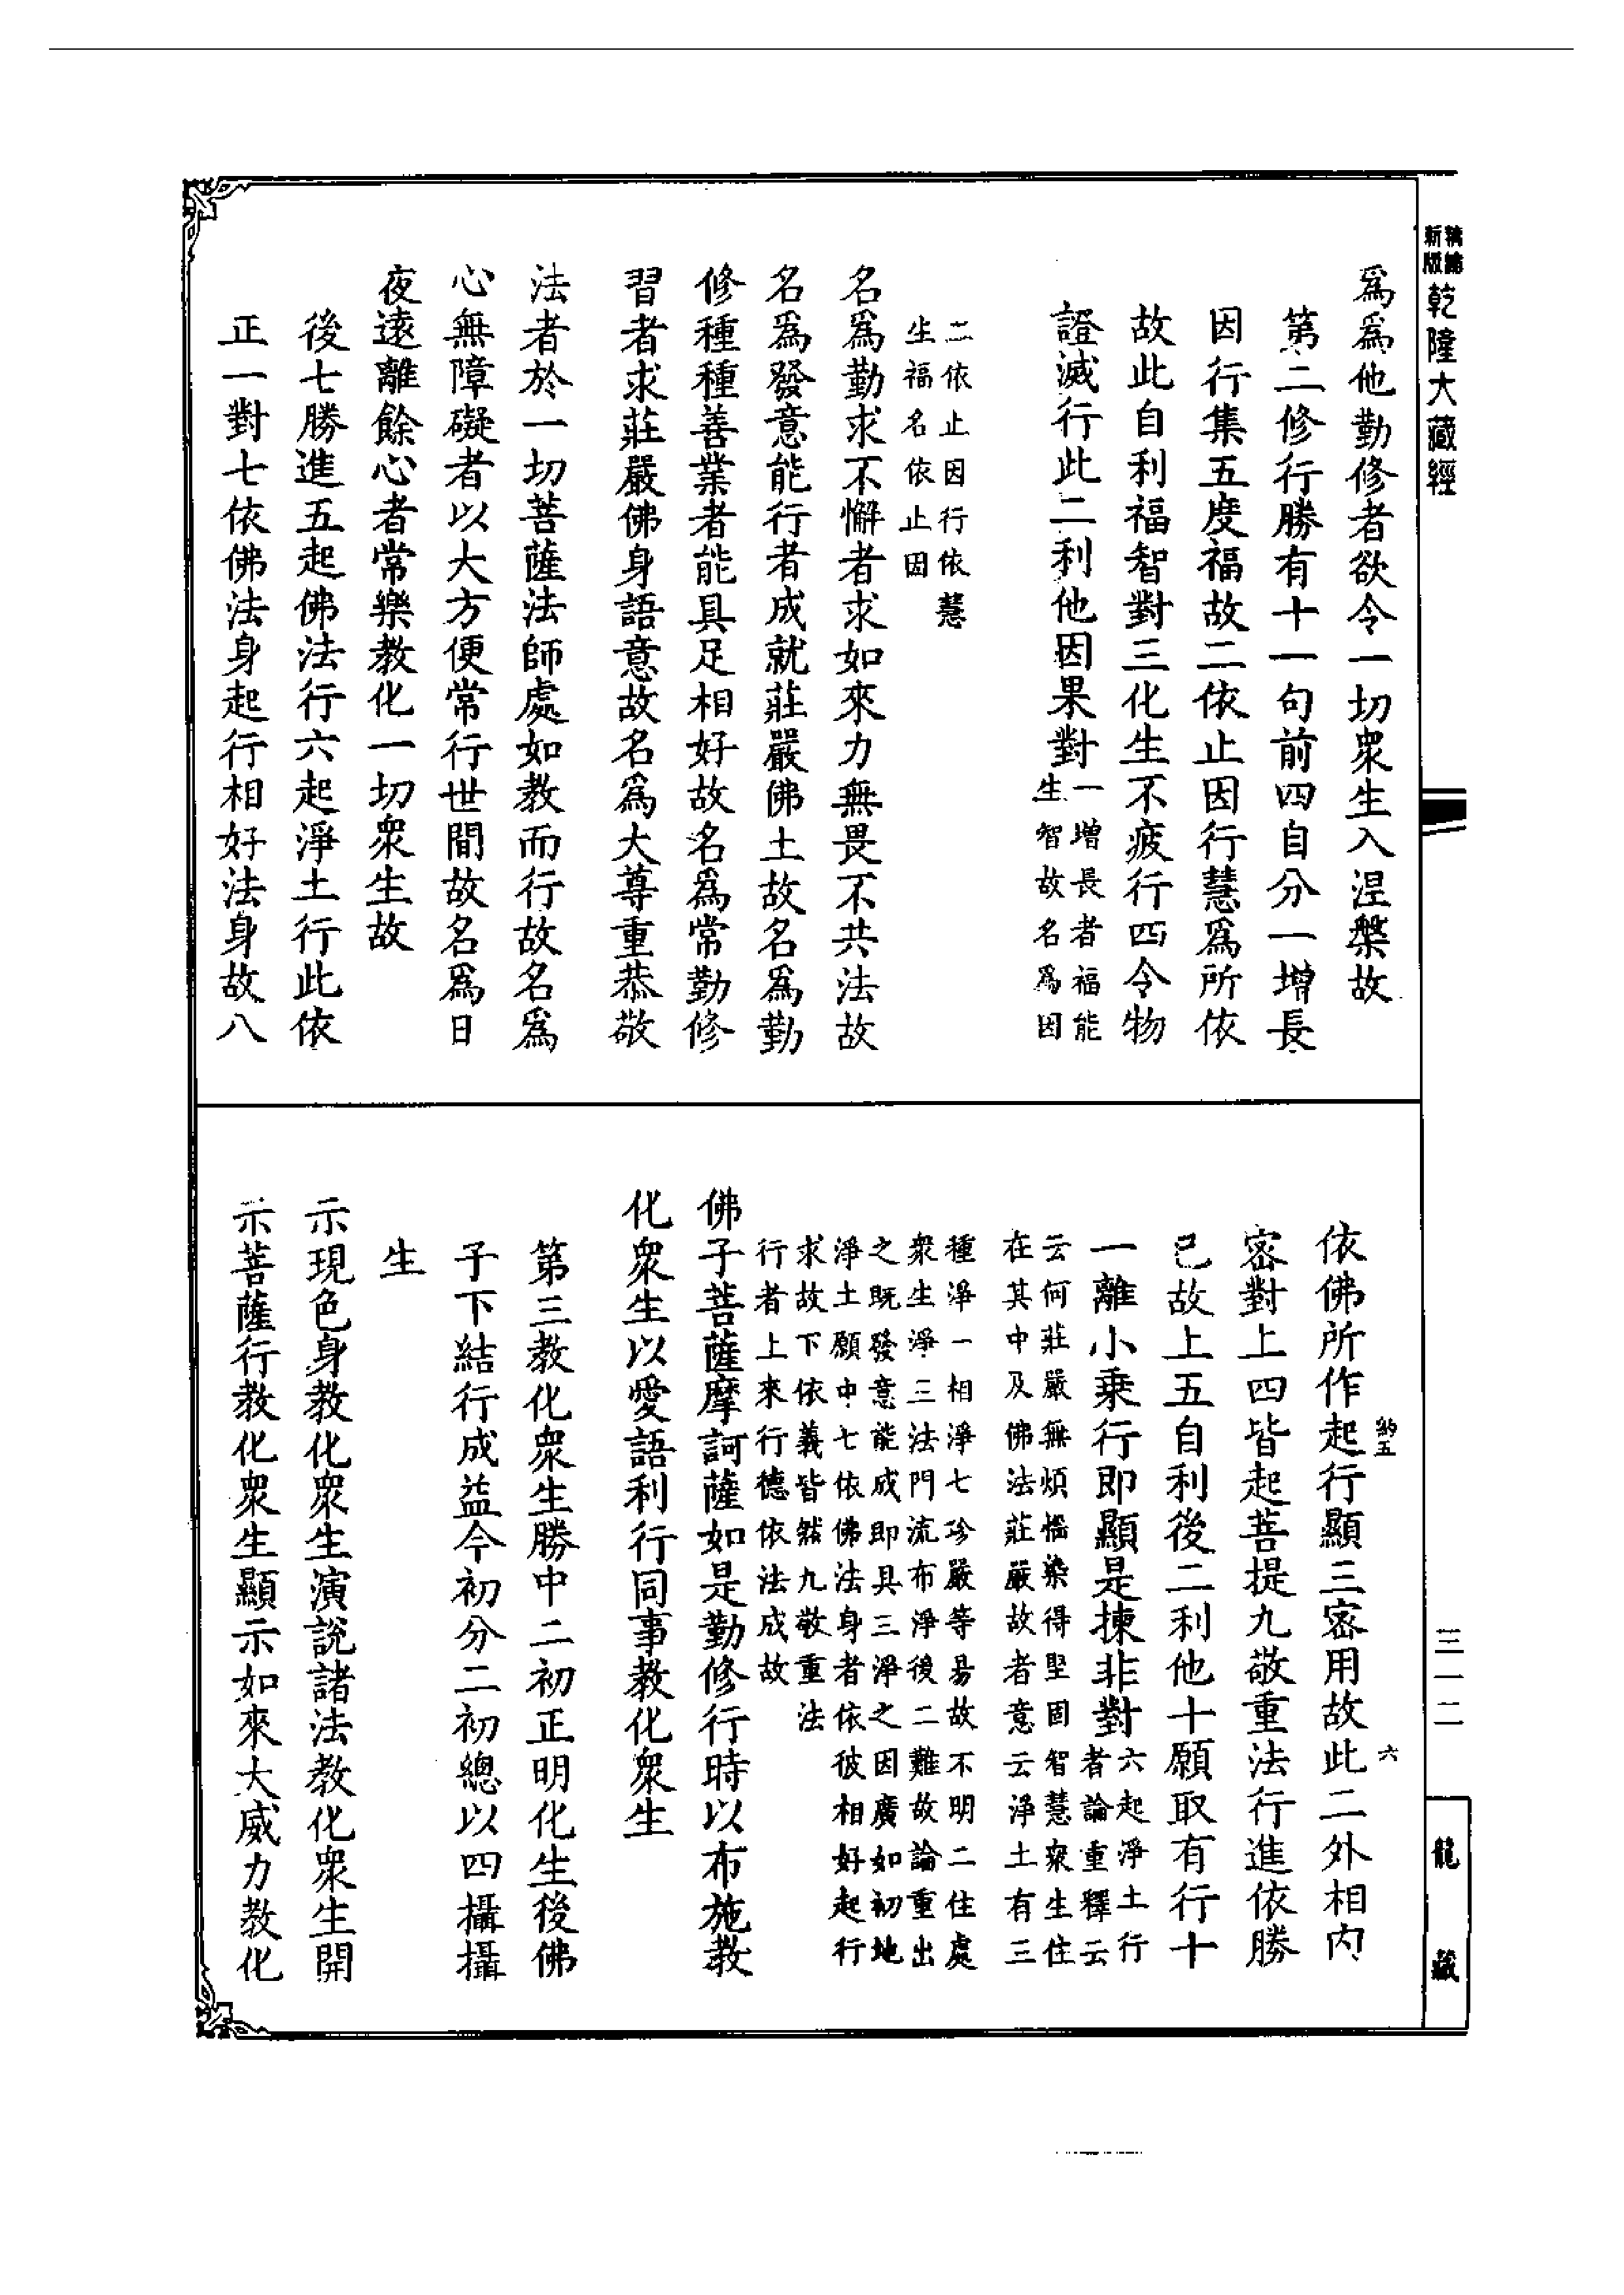 精編
新版
乾隆大藏經
爲爲他勤修者欲令一切衆生入涅槃故
第二修行勝有十一句前四自分一增長
因行集五度福故二依止因行慧爲所依
故此自利福智對三化生不疲行四令物
證滅行此二利他因果對
一增長者福能
生智故名爲因
二依止因行依慧
生福名依止因
名爲勤求不懈者求如來力無畏不共法故
名爲發意能行者成就莊嚴佛土故名爲勤
修種種善業者能具足相好故名爲常勤修
習者求莊嚴佛身語意故名爲大尊重恭敬
法者於一切菩薩法師處如教而行故名爲
心無障礙者以大方便常行世間故名爲日
夜遠離餘心者常樂教化一切衆生故
後七勝進五起佛法行六起淨土行此依
正一對七依佛法身起行相好法身故八
依佛所作起行顯三密用故此二外相內
密對上四皆起菩提九敬重法行進依勝
已故上五自利後二利他十願取有行十
一離小乘行即顯是揀非對
六起淨土行
者論重釋云
云何莊嚴無煩惱染得堅固智慧衆生住
在其中及佛法莊嚴故者意云淨土有三
種淨一相淨七珍嚴等易故不明二住處
衆生淨三法門流布淨後二難故論重出
之既發意能成即具三淨之因廣如初地
淨土願中七依佛法身者依彼相好起行
求故下依義皆然九敬重法
行者上來行德依法成故
佛子菩薩摩訶薩如是勤修行時以布施教
化衆生以愛語利行同事教化衆生
第三教化衆生勝中二初正明化生後佛
子下結行成益今初分二初總以四攝攝
生
示現色身教化衆生演說諸法教化衆生開
示菩薩行教化衆生顯示如來大威力教化
納五
六
三一二
龍藏